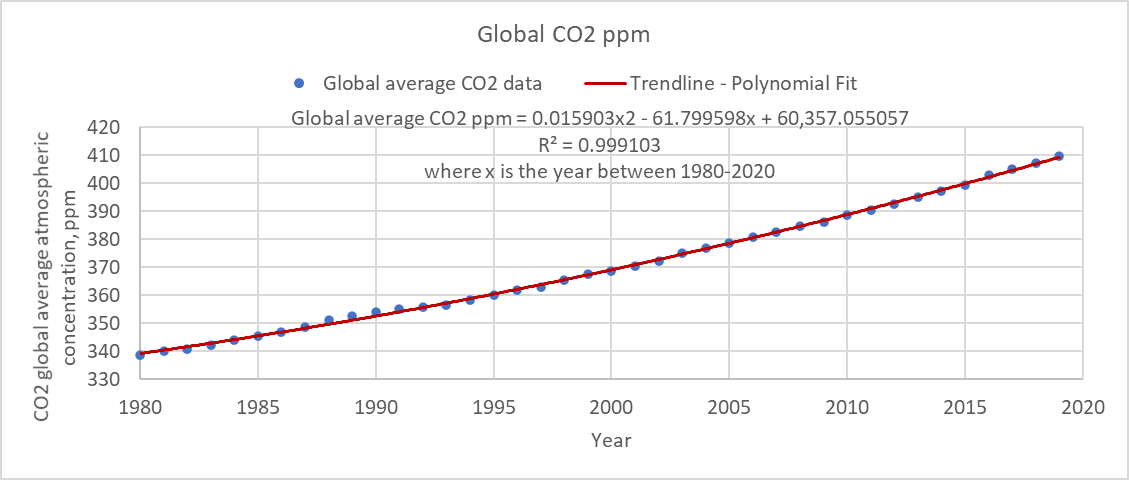 Global CO2 ppm
Global average CO2 data
Trendline - Polynomial Fit
Global average CO2 ppm = 0.015903x2 - 61.799598x + 60,357.055057
R² = 0.999103
where x is the year between 1980-2020
CO2 global average atmospheric
concentration, ppm
420
410
400
390
380
370
360
350
340
330
1980
1985
1990
1995
2000
2005
2010
2015
2020
Year